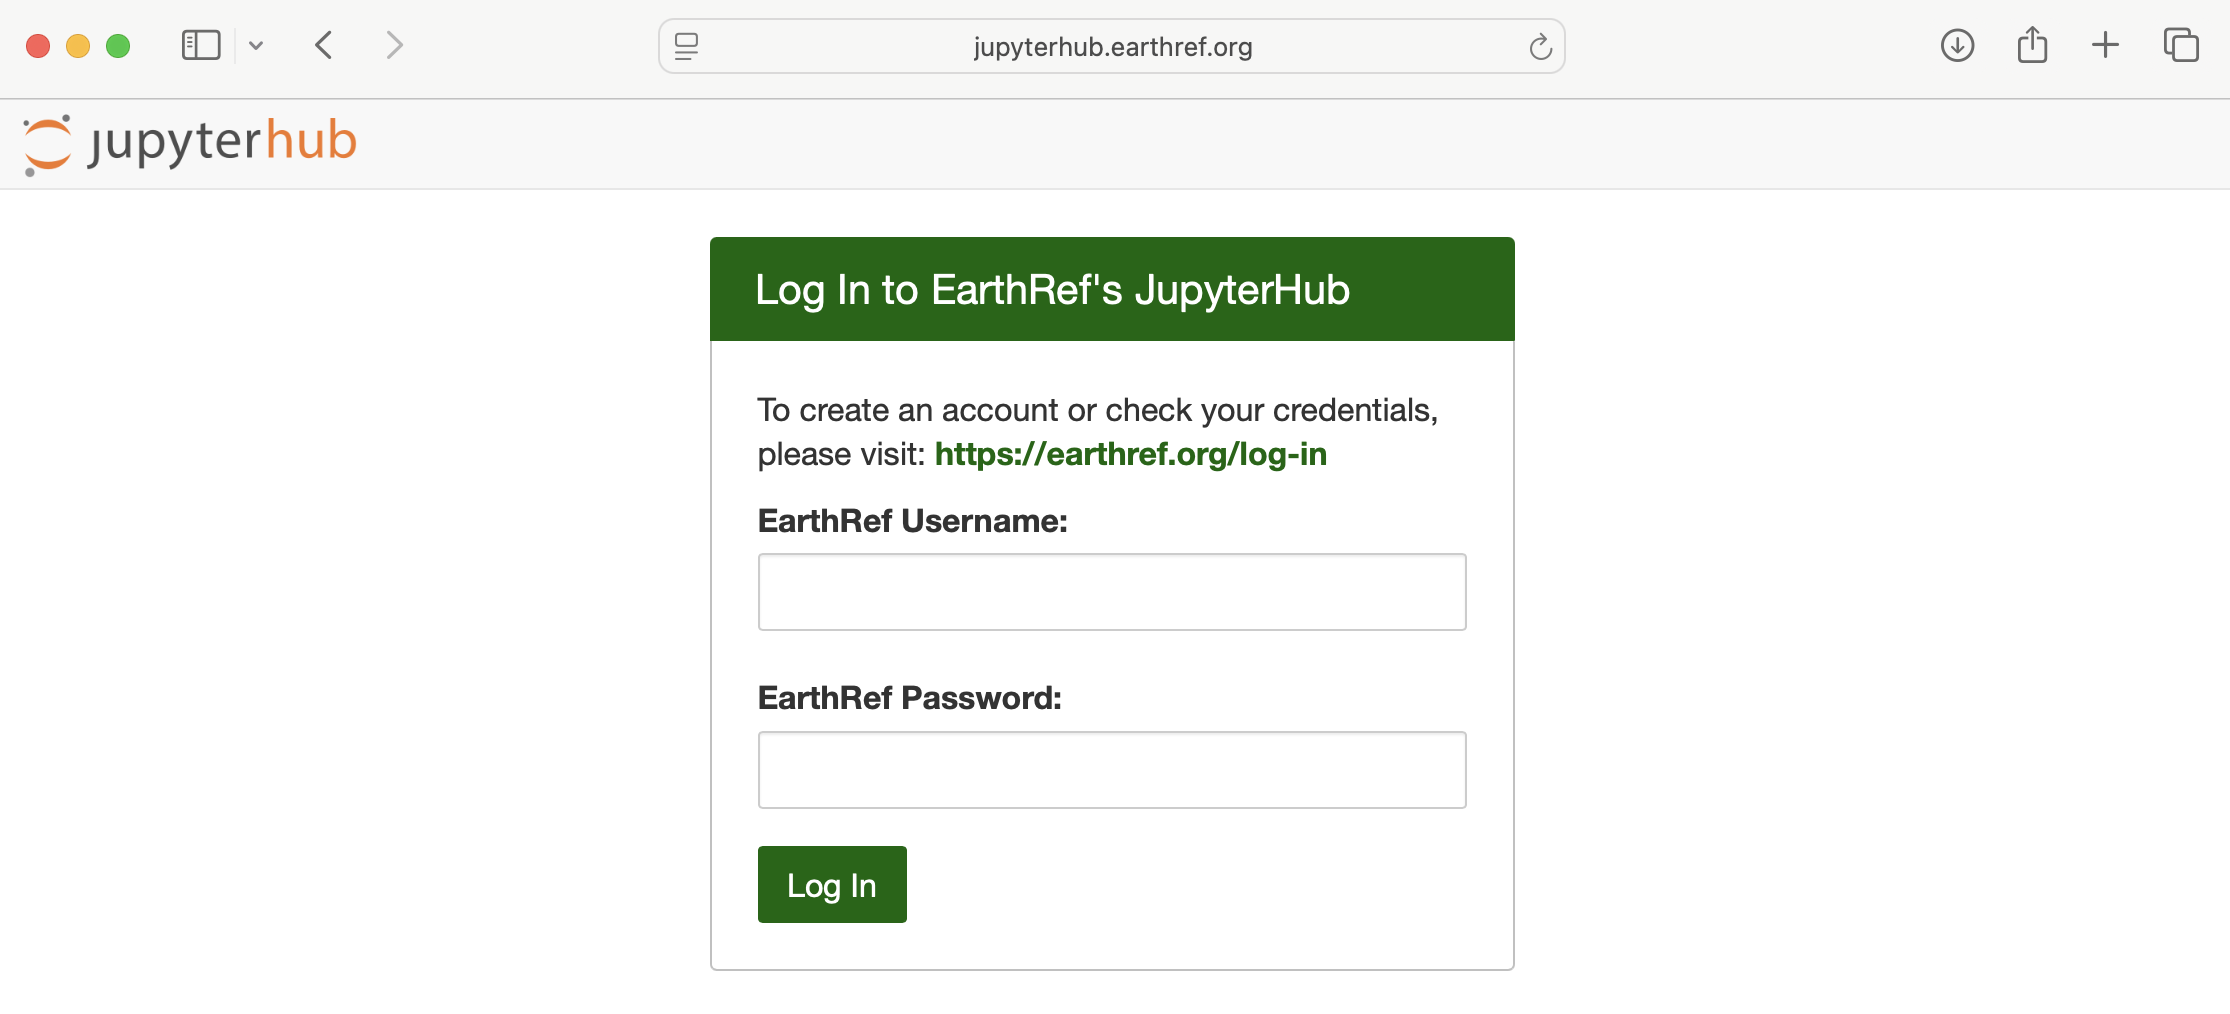 jupyterhub.earthref.org
jupyterhub
Log In to EarthRef's JupyterHub
To create an account or check your credentials,
please visit: https://earthref.org/log-in
EarthRef Username:
EarthRef Password:
Log In